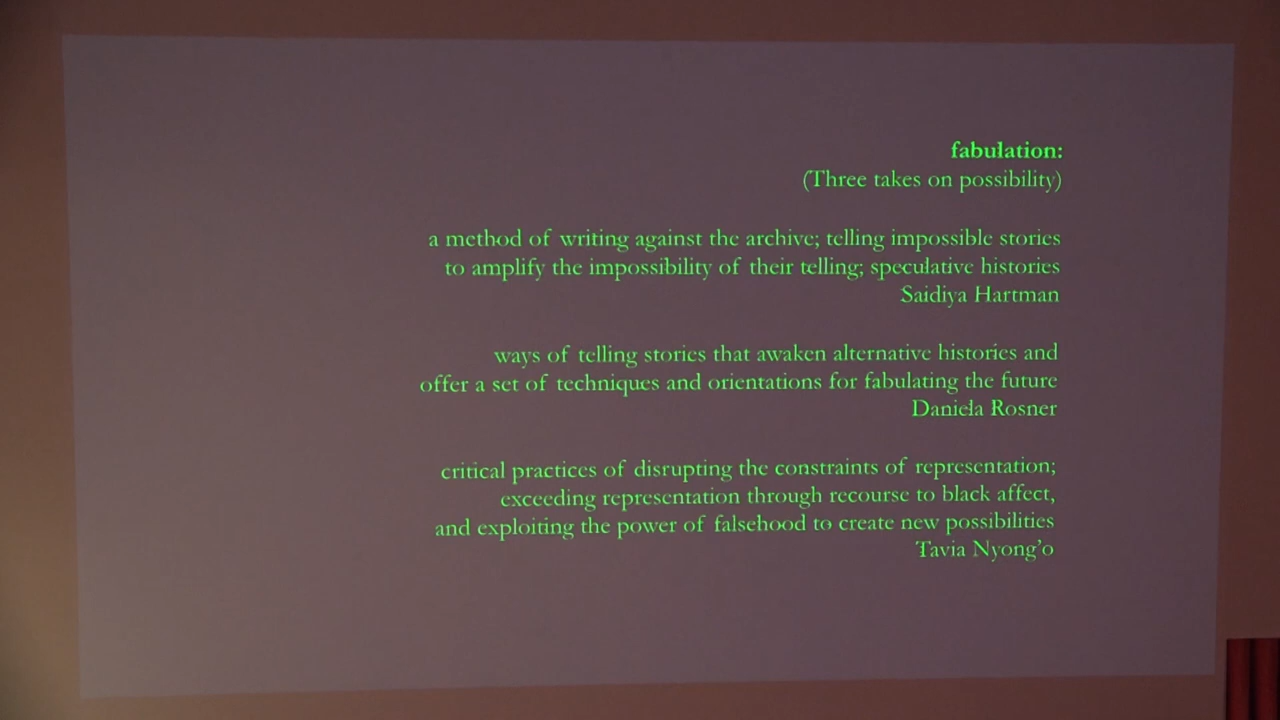 fabulation:
(Three takes on possibility)
a method of writing against the archive; telling impossible stories
to amplify the impossibility of their telling; speculative histories
Saidiya Hartman
ways of telling stories that awaken alternative histories and
offer a set of techniques and orientations for fabulating the future
Daniela Rosner
critical practices of disrupting the constraints of representation;
exceeding representation through recourse to black affect,
and exploiting the power of falsehood to create new possibilities
Tavia Nyong’o